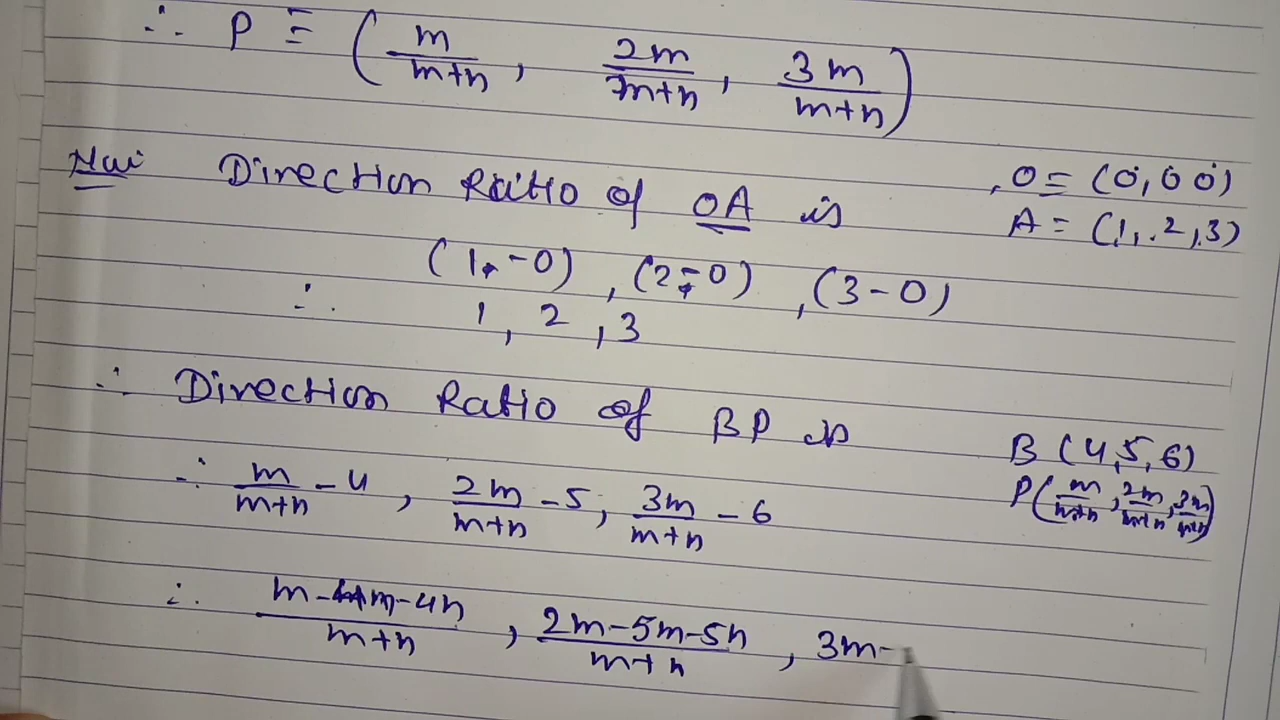 ∴ P ≡ ( m/m+n , 2m/m+n , 3m/m+n )
Direction Ratio of OA is
O = (0, 0 0)
A = (1, 2, 3)
(1 - 0) , (2 - 0) , (3 - 0)
∴ 1 , 2 , 3
∴ Direction Ratio of BP is
B (4, 5, 6)
∴ m/m+n - 4 , 2m/m+n - 5 , 3m/m+n - 6
P( m/m+n , 2m/m+n , 3m/m+n )
∴ m-4m-4n/m+n , 2m-5m-5n/m+n , 3m-